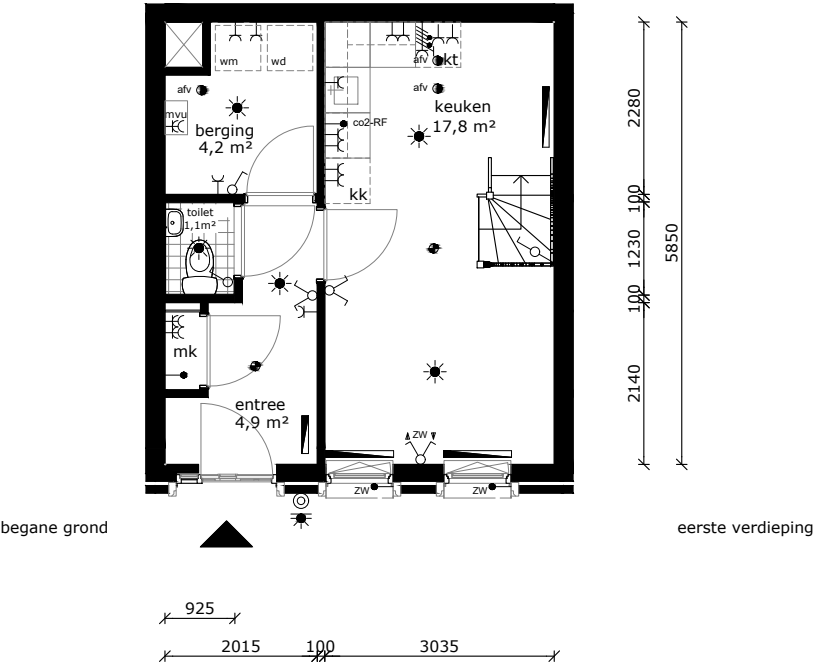 wm
wd
afv
kt
afv
afv
mvu
berging
4,2 m²
keuken
17,8 m²
co2-RF
kk
toilet
1,1m²
mk
entree
4,9 m²
ZW
ZW
ZW
2280
100
1230
100
2140
5850
begane grond
eerste verdieping
925
2015
100
3035